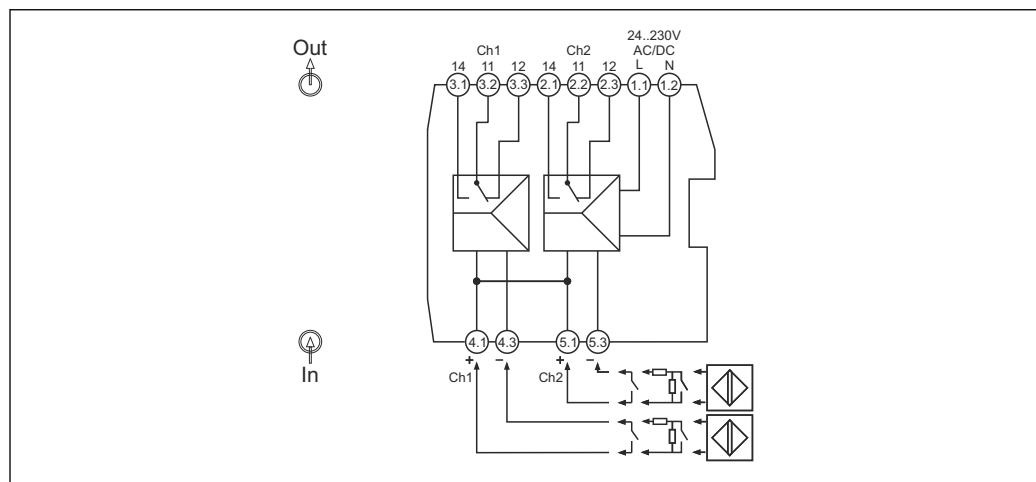 24..230V
Out Ch1 Ch2 AC/DC
14 11 12 14 11 12 L N
3.1 3.2 3.3 2.1 2.2 2.3 1.1 1.2
4.1 4.3 5.1 5.3
+ – + –
In Ch1 Ch2